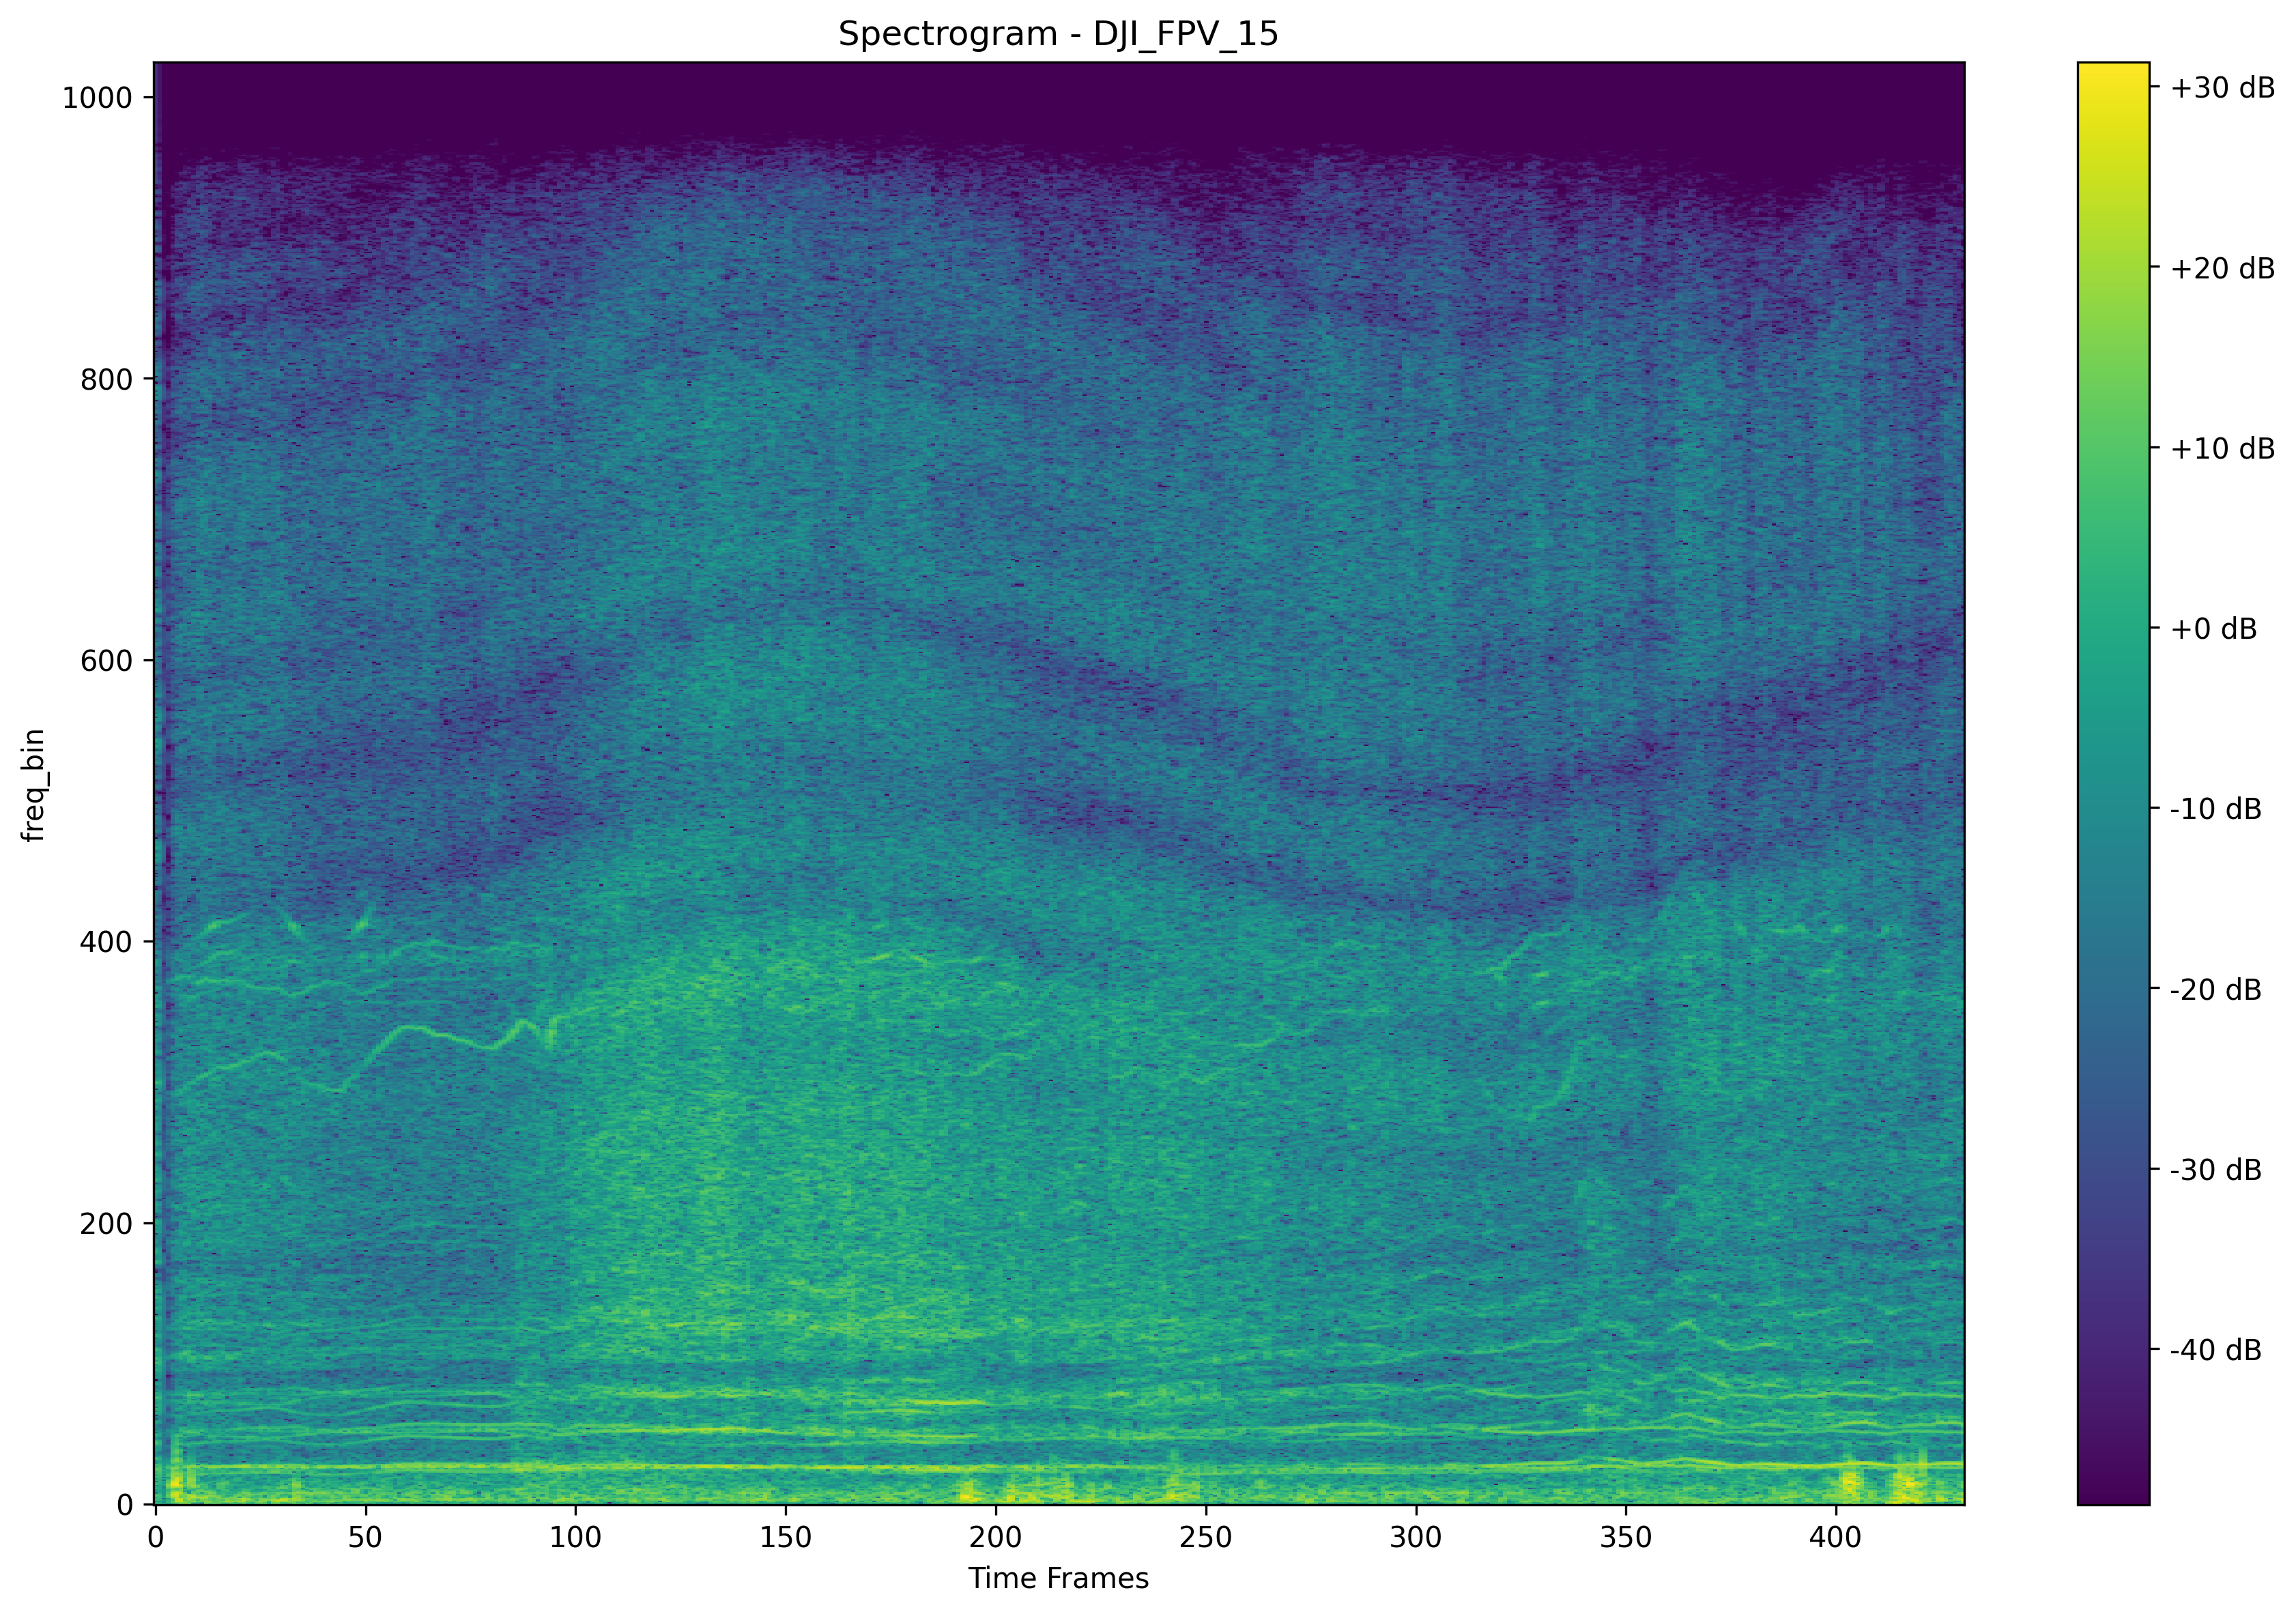 Spectrogram - DJI_FPV_15
1000
800
600
400
200
0
freq_bin
0 50 100 150 200 250 300 350 400
Time Frames
+30 dB
+20 dB
+10 dB
+0 dB
-10 dB
-20 dB
-30 dB
-40 dB